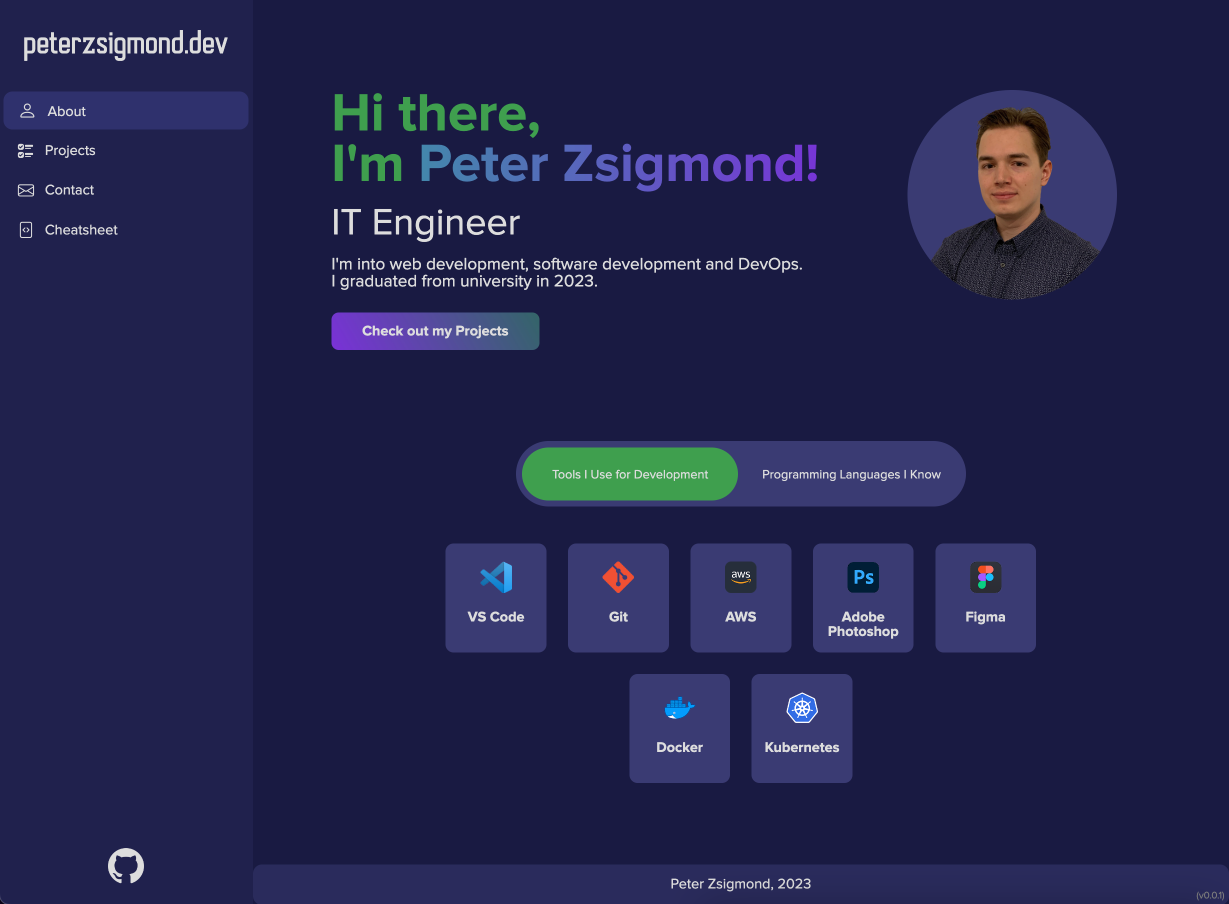 peterzsigmond.dev
About
Projects
Contact
Cheatsheet
Hi there,
I'm Peter Zsigmond!
IT Engineer
I'm into web development, software development and DevOps.
I graduated from university in 2023.
Check out my Projects
Tools I Use for Development
Programming Languages I Know
VS Code
Git
aws
AWS
Ps
Adobe
Photoshop
Figma
Docker
Kubernetes
Peter Zsigmond, 2023
(v0.0.1)